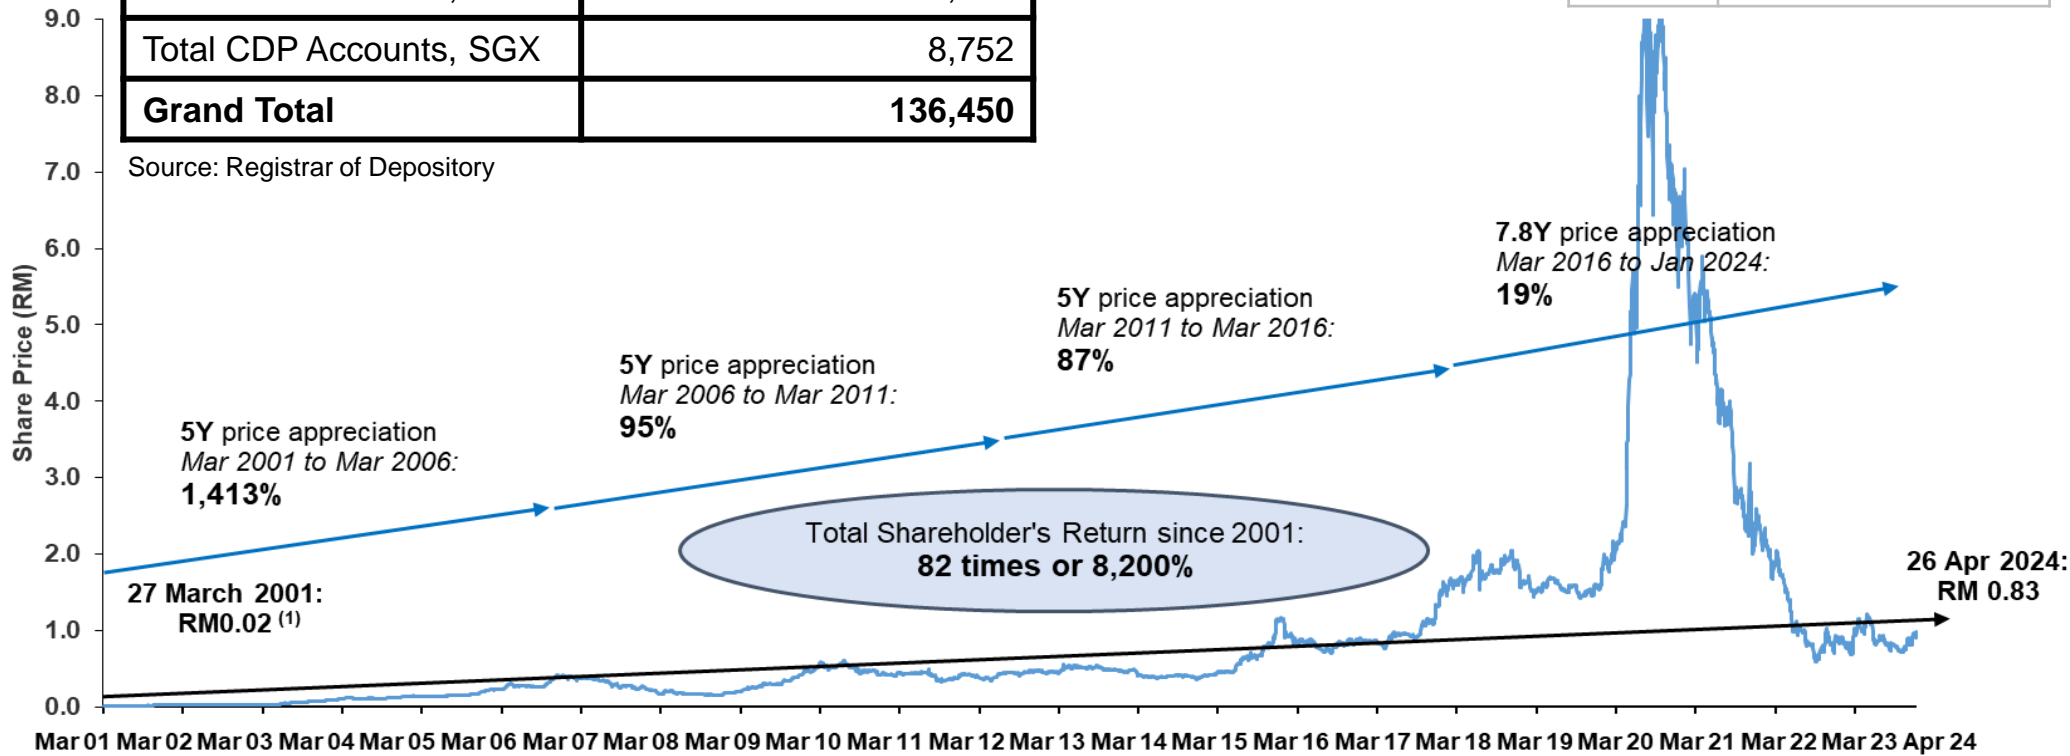 Total CDP Accounts, SGX 8,752
Grand Total 136,450
Source: Registrar of Depository
Share Price (RM)
9.0
8.0
7.0
6.0
5.0
4.0
3.0
2.0
1.0
0.0
7.8Y price appreciation
Mar 2016 to Jan 2024:
19%
5Y price appreciation
Mar 2011 to Mar 2016:
87%
5Y price appreciation
Mar 2006 to Mar 2011:
95%
5Y price appreciation
Mar 2001 to Mar 2006:
1,413%
Total Shareholder's Return since 2001:
82 times or 8,200%
27 March 2001:
RM0.02 (1)
26 Apr 2024:
RM 0.83
Mar 01 Mar 02 Mar 03 Mar 04 Mar 05 Mar 06 Mar 07 Mar 08 Mar 09 Mar 10 Mar 11 Mar 12 Mar 13 Mar 14 Mar 15 Mar 16 Mar 17 Mar 18 Mar 19 Mar 20 Mar 21 Mar 22 Mar 23 Apr 24